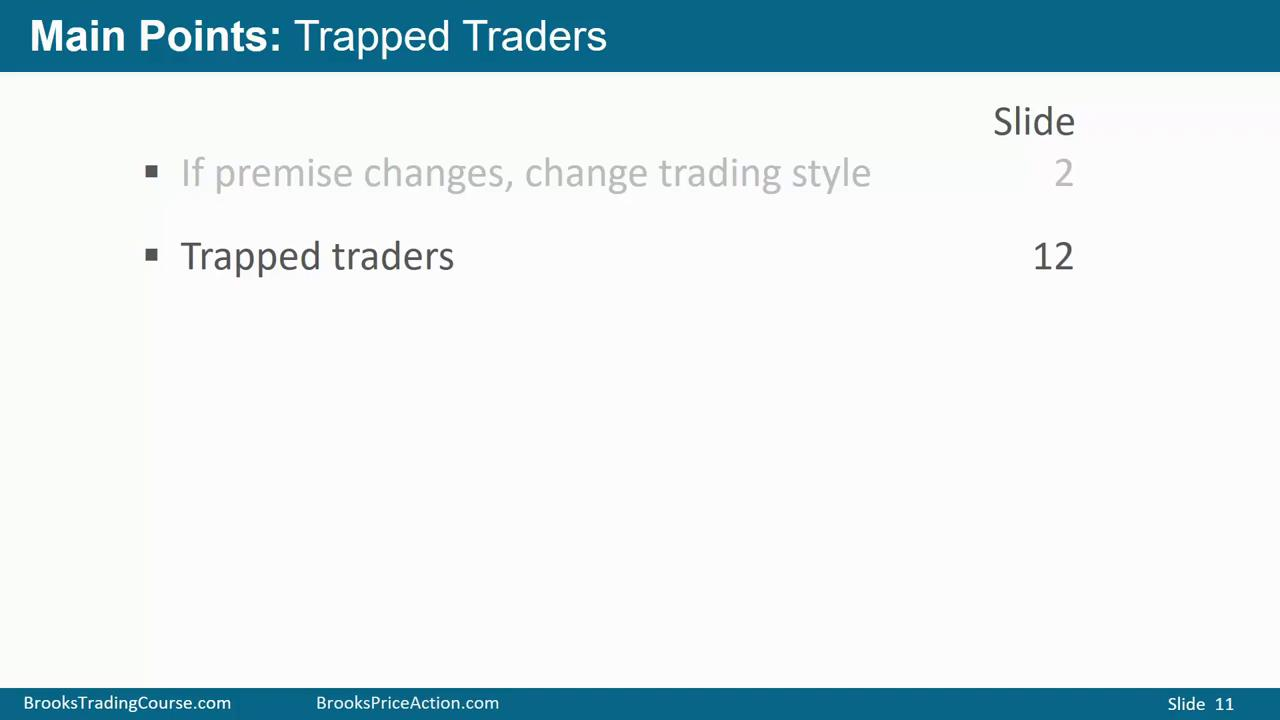 Main Points: Trapped Traders
Slide
▪ If premise changes, change trading style 2
▪ Trapped traders 12
BrooksTradingCourse.com BrooksPriceAction.com Slide 11